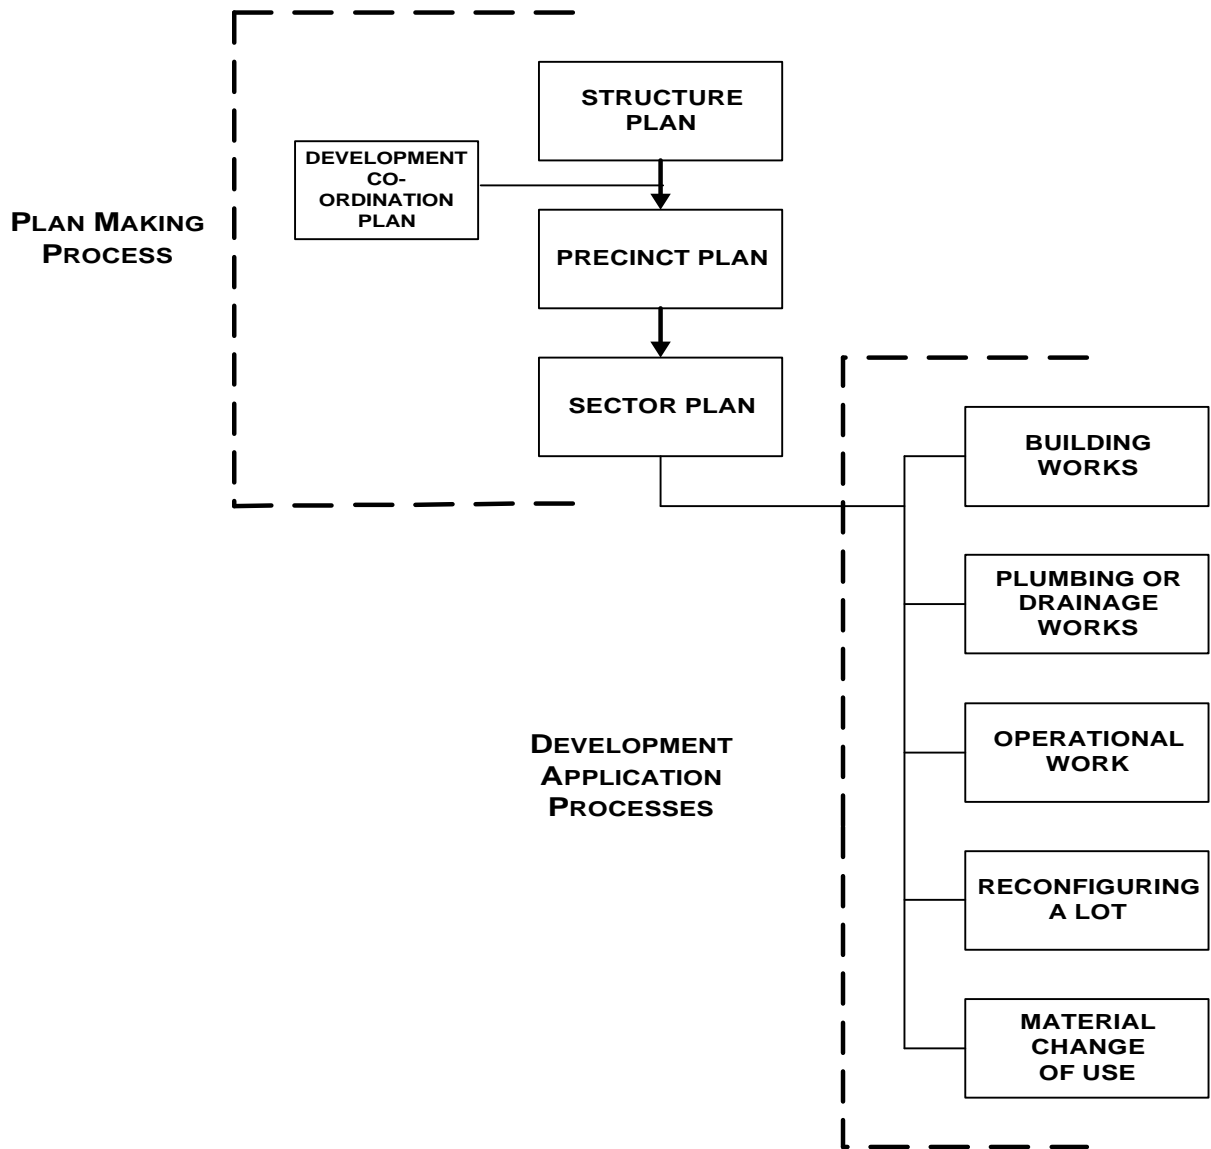 STRUCTURE
PLAN
DEVELOPMENT
CO-
ORDINATION
PLAN
PLAN MAKING
PROCESS
PRECINCT PLAN
SECTOR PLAN
BUILDING
WORKS
PLUMBING OR
DRAINAGE
WORKS
DEVELOPMENT
APPLICATION
PROCESSES
OPERATIONAL
WORK
RECONFIGURING
A LOT
MATERIAL
CHANGE
OF USE